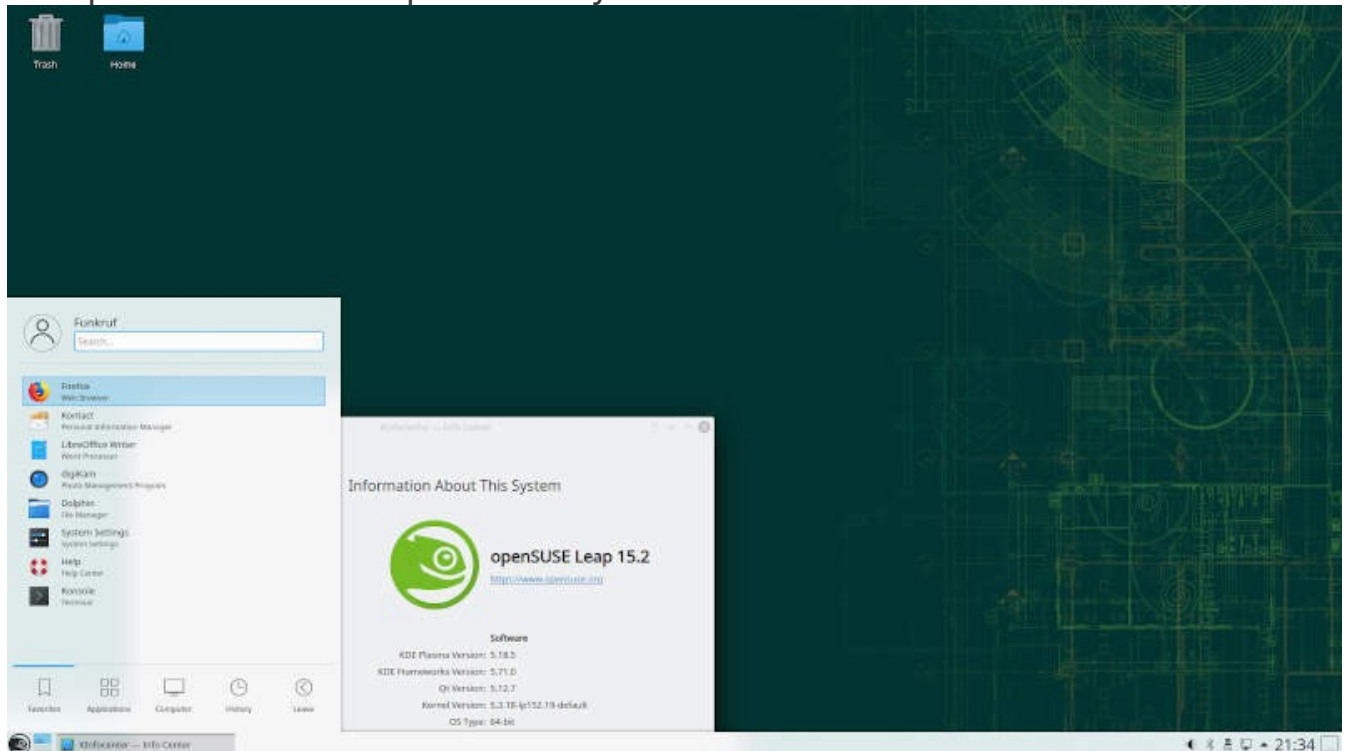 Trash
Home
Funkruf
Search...
Firefox
Web Browser
Kontact
Personal Information Manager
LibreOffice Writer
Word Processor
digiKam
Photo Management Program
Dolphin
File Manager
System Settings
System Settings
Help
Help Center
Konsole
Terminal
Favorites
Applications
Computer
History
Leave
KInfocenter — Info Center
Information About This System
openSUSE Leap 15.2
https://www.opensuse.org
Software
KDE Plasma Version: 5.18.5
KDE Frameworks Version: 5.71.0
Qt Version: 5.12.7
Kernel Version: 5.3.18-lp152.19-default
OS Type: 64-bit
KInfocenter — Info Center
21:34